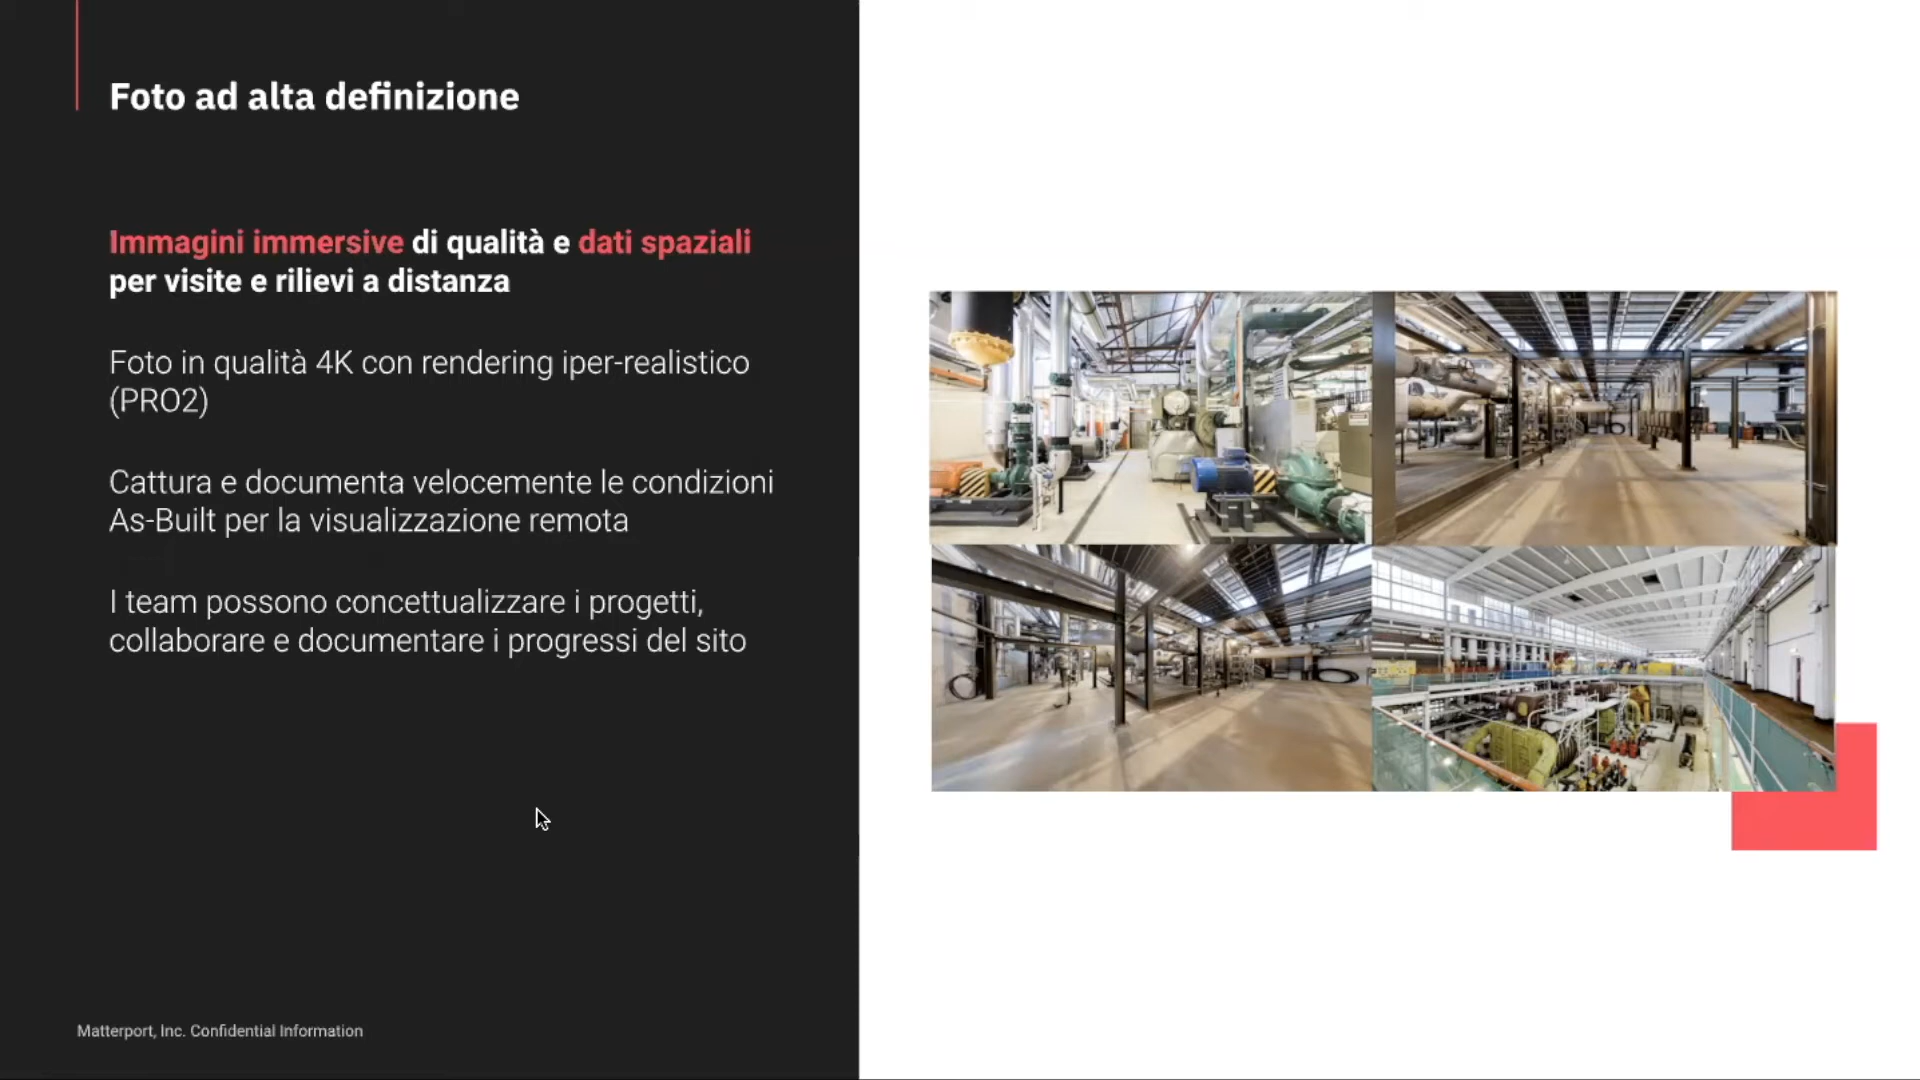 Foto ad alta definizione
Immagini immersive di qualità e dati spaziali
per visite e rilievi a distanza
Foto in qualità 4K con rendering iper-realistico
(PRO2)
Cattura e documenta velocemente le condizioni
As-Built per la visualizzazione remota
I team possono concettualizzare i progetti,
collaborare e documentare i progressi del sito
Matterport, Inc. Confidential Information